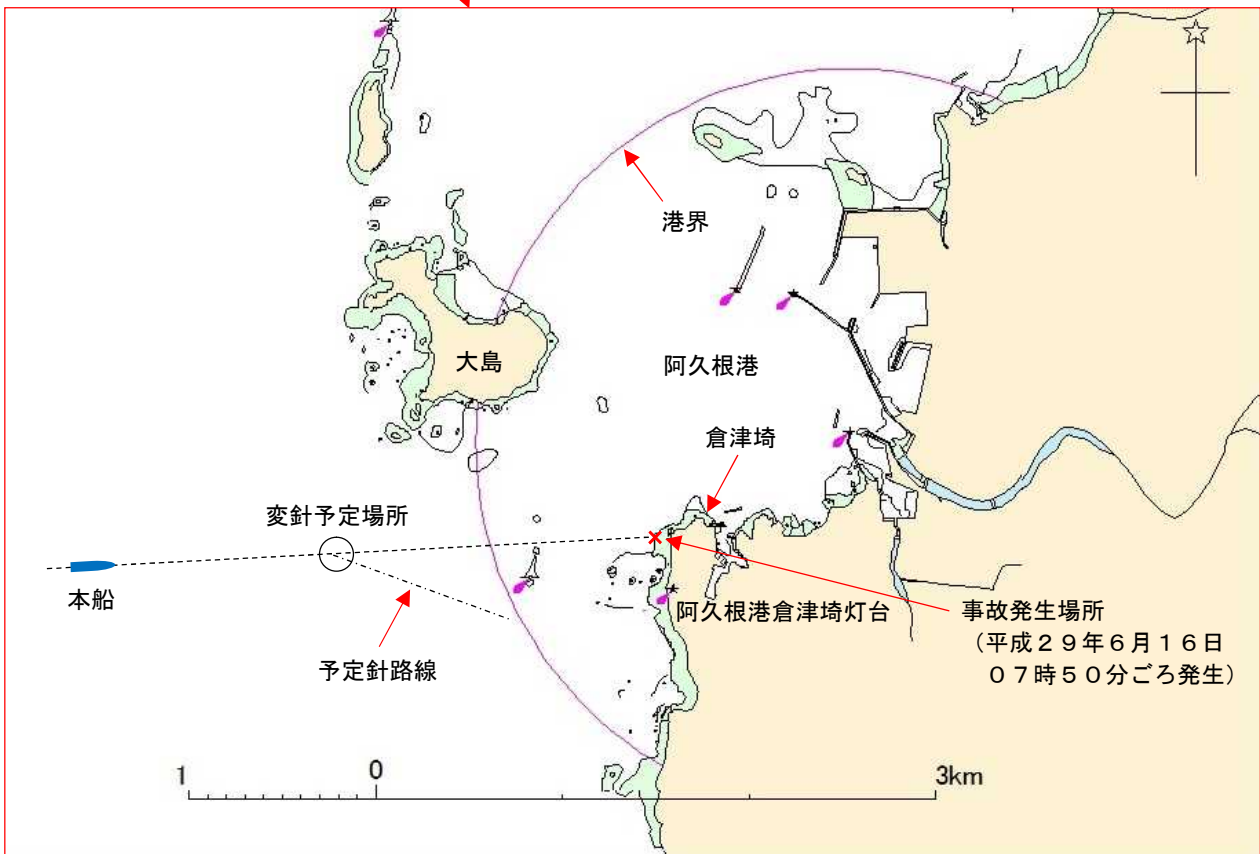 港界
大島
阿久根港
倉津埼
変針予定場所
本船
阿久根港倉津埼灯台
事故発生場所
（平成２９年６月１６日
０７時５０分ごろ発生）
予定針路線
1
0
3km